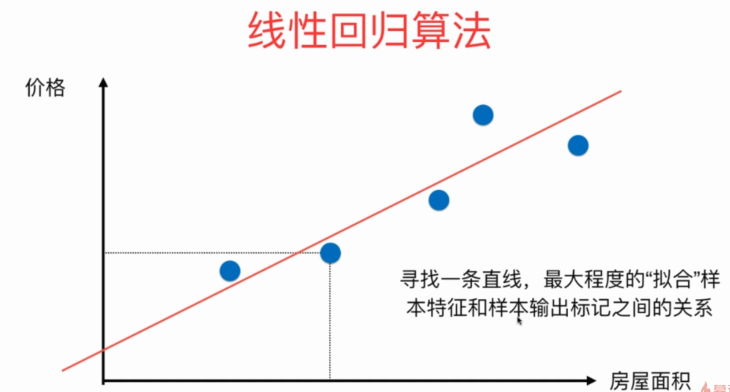 线性回归算法
价格
寻找一条直线，最大程度的“拟合”样
本特征和样本输出标记之间的关系
房屋面积